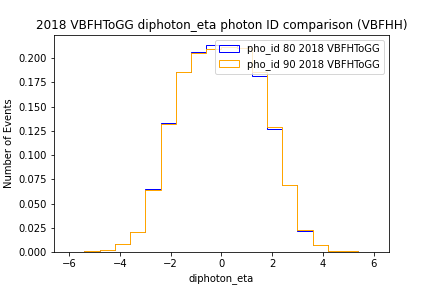 2018 VBFHToGG diphoton_eta photon ID comparison (VBFHH)
pho_id 80 2018 VBFHToGG
pho_id 90 2018 VBFHToGG
Number of Events
0.200
0.175
0.150
0.125
0.100
0.075
0.050
0.025
0.000
−6 −4 −2 0 2 4 6
diphoton_eta